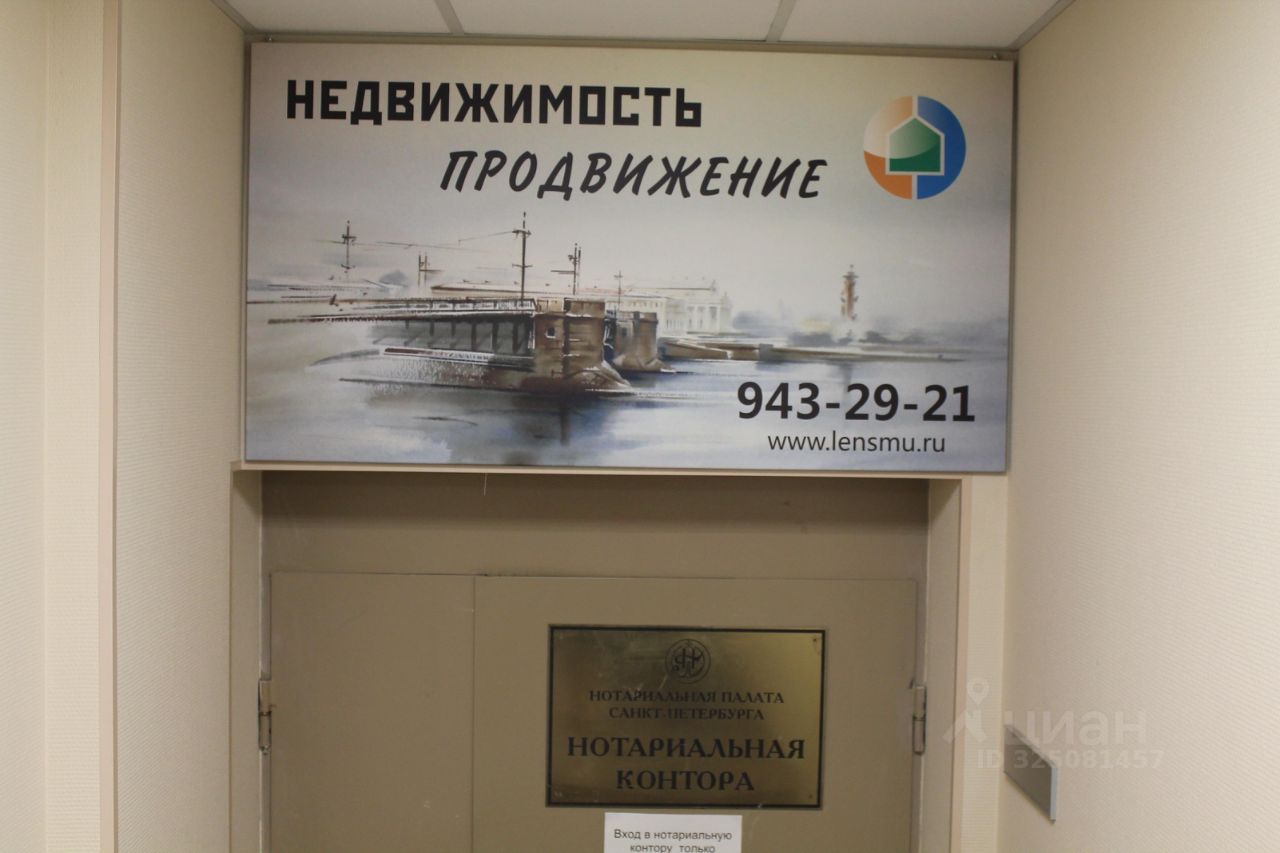 НЕДВИЖИМОСТЬ
ПРОДВИЖЕНИЕ
943-29-21
www.lensmu.ru
НОТАРИАЛЬНАЯ ПАЛАТА
САНКТ-ПЕТЕРБУРГА
НОТАРИАЛЬНАЯ
КОНТОРА
циан
ID 325081457
Вход в нотариальную
контору только